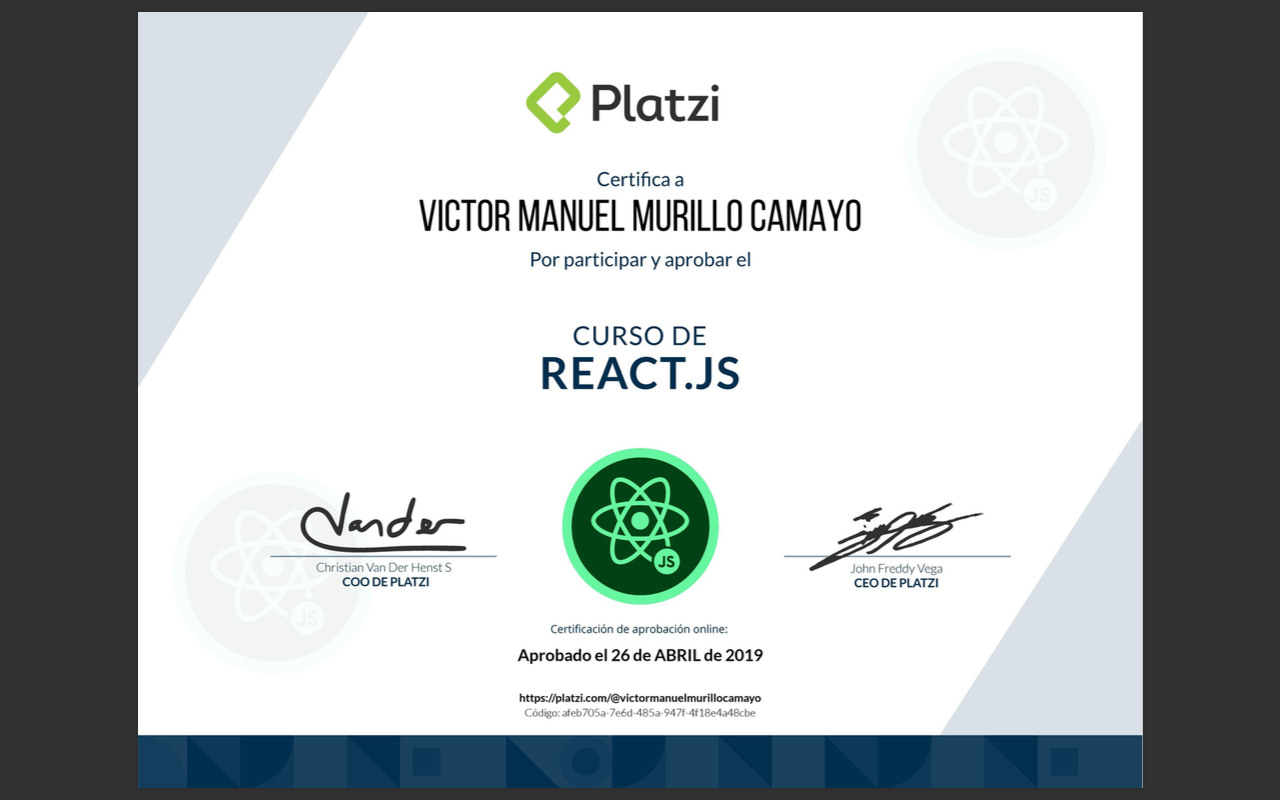 Platzi
Certifica a
VICTOR MANUEL MURILLO CAMAYO
Por participar y aprobar el
CURSO DE
REACT.JS
JS
JS
JS
Vander
Christian Van Der Henst S
COO DE PLATZI
John Freddy Vega
CEO DE PLATZI
Certificación de aprobación online:
Aprobado el 26 de ABRIL de 2019
https://platzi.com/@victormanuelmurillocamayo
Código: afeb705a-7e6d-485a-947f-4f18e4a48cbe